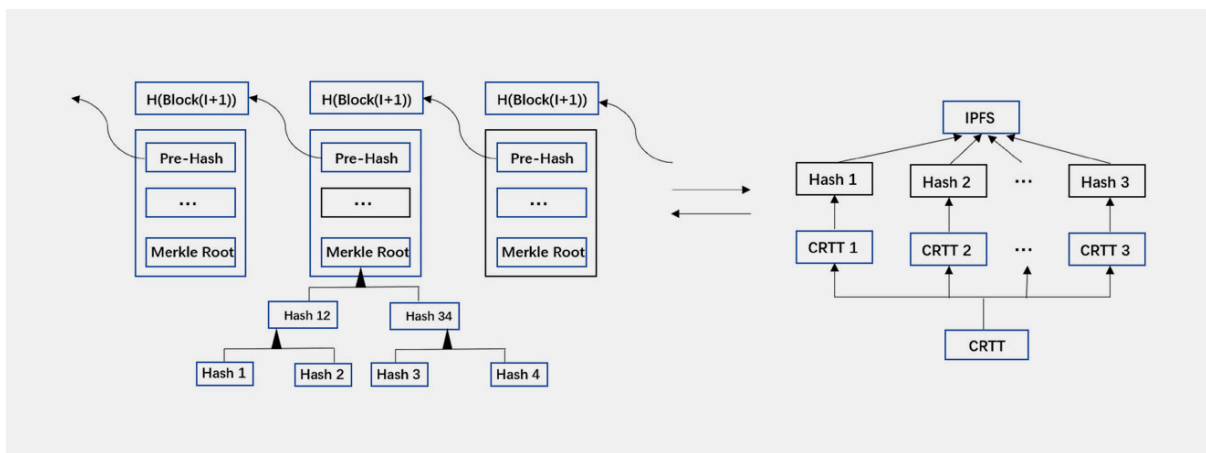 H(Block(I+1))
Pre-Hash
...
Merkle Root
H(Block(I+1))
Pre-Hash
...
Merkle Root
Hash 12
Hash 34
Hash 1
Hash 2
Hash 3
Hash 4
H(Block(I+1))
Pre-Hash
...
Merkle Root
IPFS
Hash 1
Hash 2
...
Hash 3
CRTT 1
CRTT 2
...
CRTT 3
CRTT